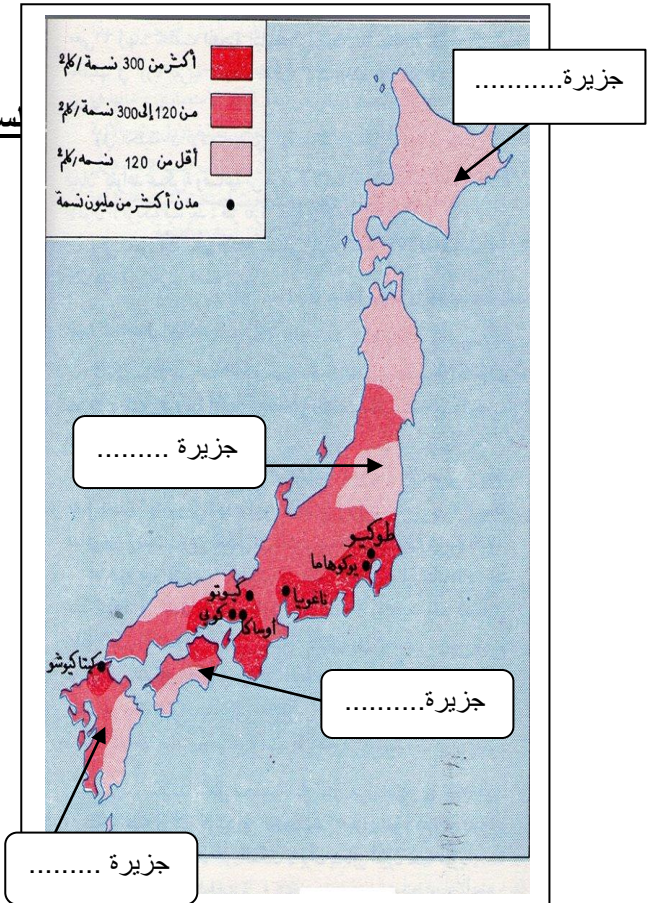 أكثر من 300 نسمة/كلم²
من 120 إلى 300 نسمة/كلم²
أقل من 120 نسمة/كلم²
مدن أكثر من مليون نسمة
جزيرة...........
جزيرة .........
طوكيو
يوكوهاما
ناغويا
كيوتو
كوبي
أوساكا
كيتاكيوشو
جزيرة..........
جزيرة .........